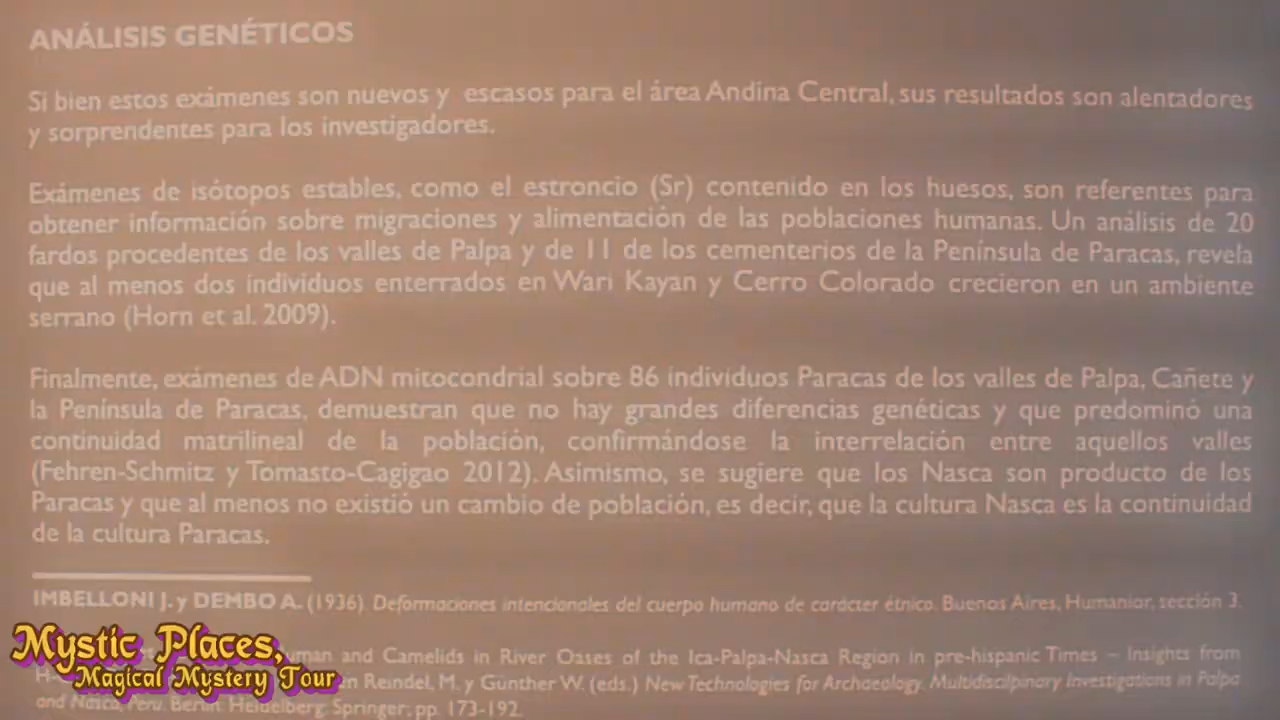 ANÁLISIS GENÉTICOS
Si bien estos exámenes son nuevos y escasos para el área Andina Central, sus resultados son alentadores
y sorprendentes para los investigadores.
Exámenes de isótopos estables, como el estroncio (Sr) contenido en los huesos, son referentes para
obtener información sobre migraciones y alimentación de las poblaciones humanas. Un análisis de 20
fardos procedentes de los valles de Palpa y de 11 de los cementerios de la Península de Paracas, revela
que al menos dos individuos enterrados en Wari Kayan y Cerro Colorado crecieron en un ambiente
serrano (Horn et al. 2009).
Finalmente, exámenes de ADN mitocondrial sobre 86 individuos Paracas de los valles de Palpa, Cañete y
la Península de Paracas, demuestran que no hay grandes diferencias genéticas y que predominó una
continuidad matrilineal de la población, confirmándose la interrelación entre aquellos valles
(Fehren-Schmitz y Tomasto-Cagigao 2012). Asimismo, se sugiere que los Nasca son producto de los
Paracas y que al menos no existió un cambio de población, es decir, que la cultura Nasca es la continuidad
de la cultura Paracas.
IMBELLONI J. y DEMBO A. (1936). Deformaciones intencionales del cuerpo humano de carácter étnico. Buenos Aires, Humanior, sección 3.
and Camelids in River Oases of the Ica-Palpa-Nasca Region in pre-hispanic Times – Insights from
Reindel, M. y Günther W. (eds.) New Technologies for Archaeology. Multidisciplinary Investigations in Palpa
and Nasca, Peru. Berlin: Heidelberg: Springer; pp. 173-192.
Mystic Places,
Magical Mystery Tour